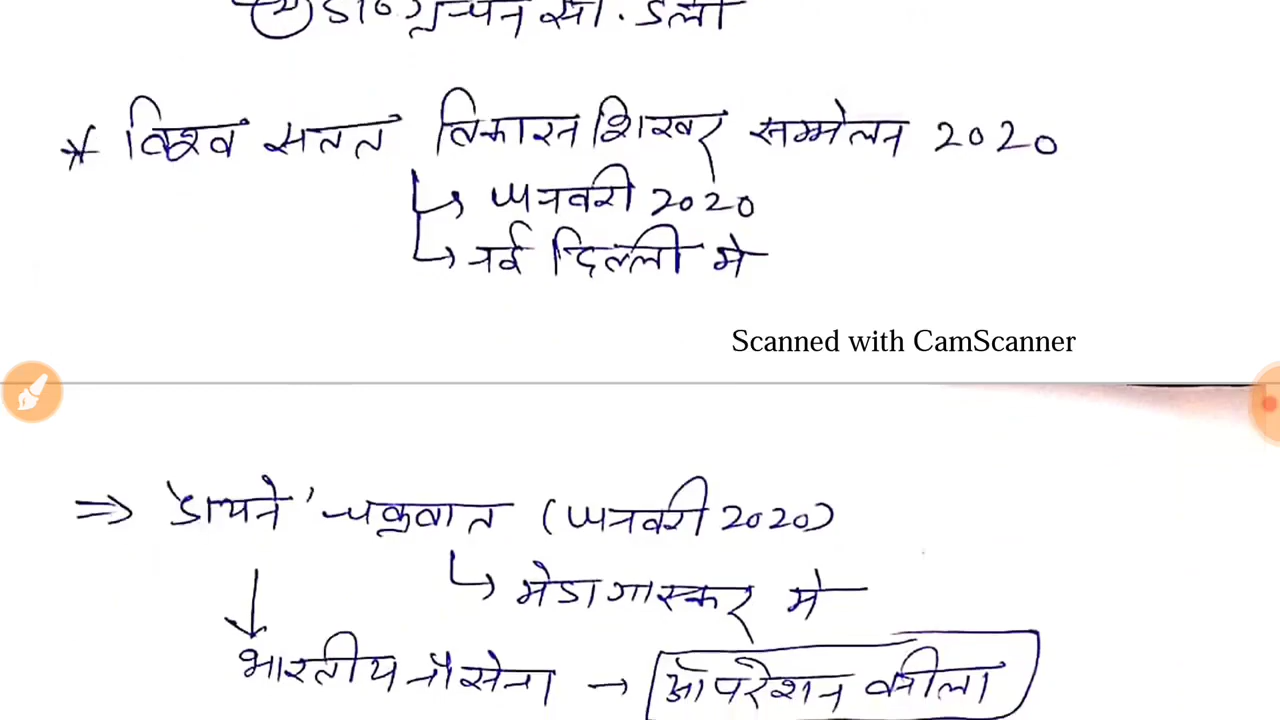 * विश्व सतत विकास शिखर सम्मेलन 2020
↳ जनवरी 2020
↳ नई दिल्ली मे
Scanned with CamScanner
⇒ 'डायने' चक्रवात (जनवरी 2020)
↳ मेडागास्कर मे
↓
भारतीय नौसेना → ऑपरेशन वनीला